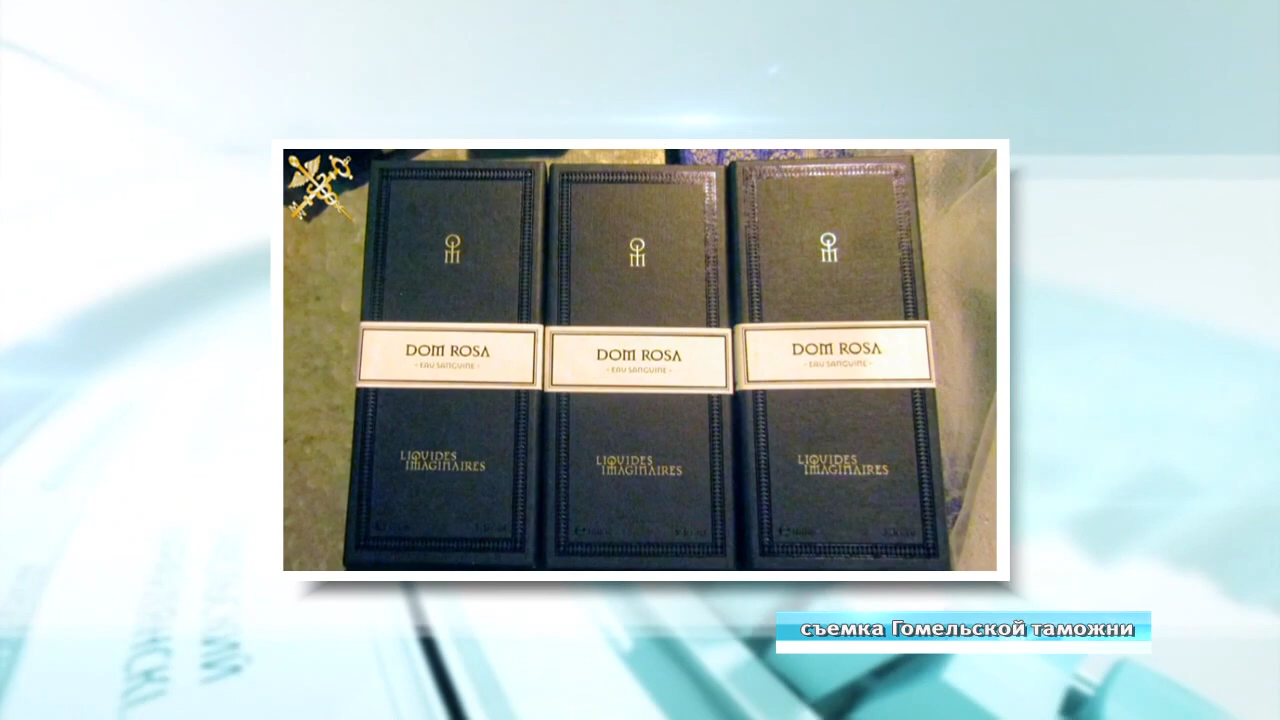 DOM ROSA
- EAU SANGUINE -
LIQUIDES
IMAGINAIRES
DOM ROSA
- EAU SANGUINE -
LIQUIDES
IMAGINAIRES
DOM ROSA
- EAU SANGUINE -
LIQUIDES
IMAGINAIRES
съемка Гомельской таможни